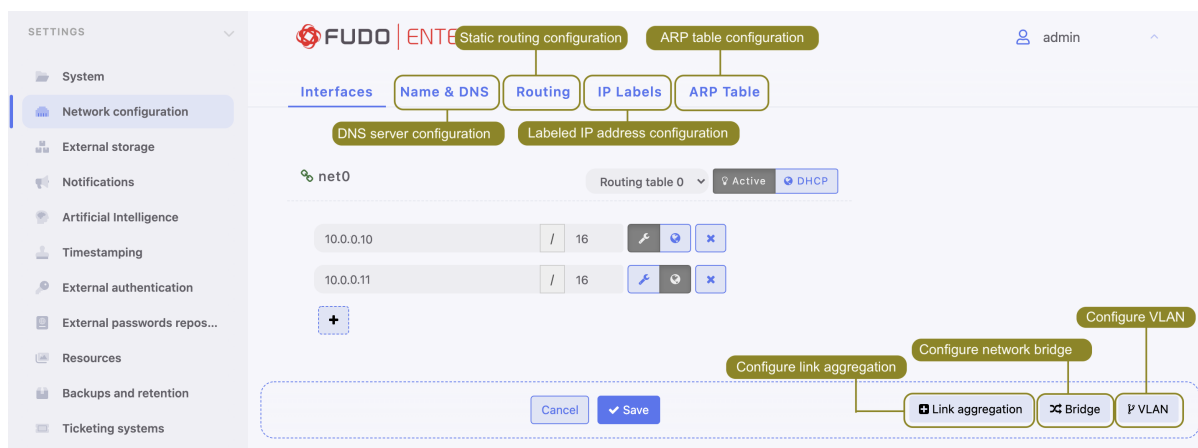 SETTINGS
System
Network configuration
External storage
Notifications
Artificial Intelligence
Timestamping
External authentication
External passwords repos...
Resources
Backups and retention
Ticketing systems
FUDO ENTE
Static routing configuration
ARP table configuration
admin
Interfaces Name & DNS Routing IP Labels ARP Table
DNS server configuration
Labeled IP address configuration
net0 Routing table 0 Active DHCP
10.0.0.10 / 16
10.0.0.11 / 16
Configure VLAN
Configure network bridge
Configure link aggregation
Cancel Save Link aggregation Bridge VLAN